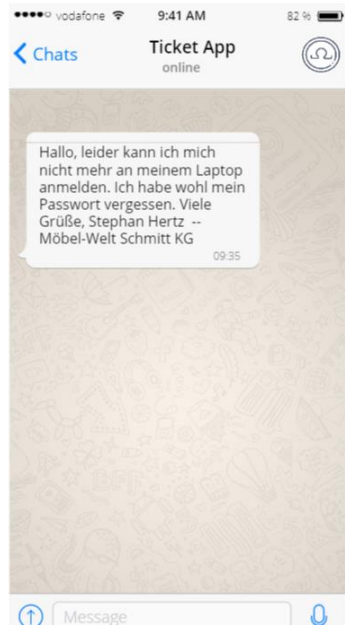 vodafone 9:41 AM 82 %
Chats Ticket App
online
Hallo, leider kann ich mich
nicht mehr an meinem Laptop
anmelden. Ich habe wohl mein
Passwort vergessen. Viele
Grüße, Stephan Hertz --
Möbel-Welt Schmitt KG
09:35
Message